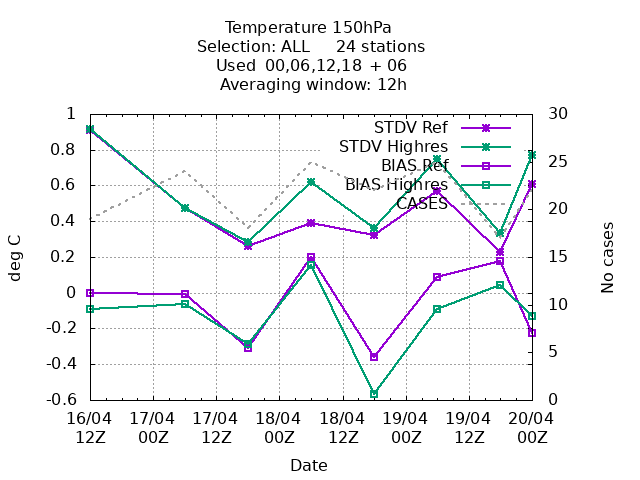 Temperature 150hPa
Selection: ALL 24 stations
Used 00,06,12,18 + 06
Averaging window: 12h
1
0.8
0.6
0.4
0.2
0
-0.2
-0.4
-0.6
deg C
30
25
20
15
10
5
0
No cases
STDV Ref
STDV Highres
BIAS Ref
BIAS Highres
CASES
16/04 17/04 17/04 18/04 18/04 19/04 19/04 20/04
12Z 00Z 12Z 00Z 12Z 00Z 12Z 00Z
Date